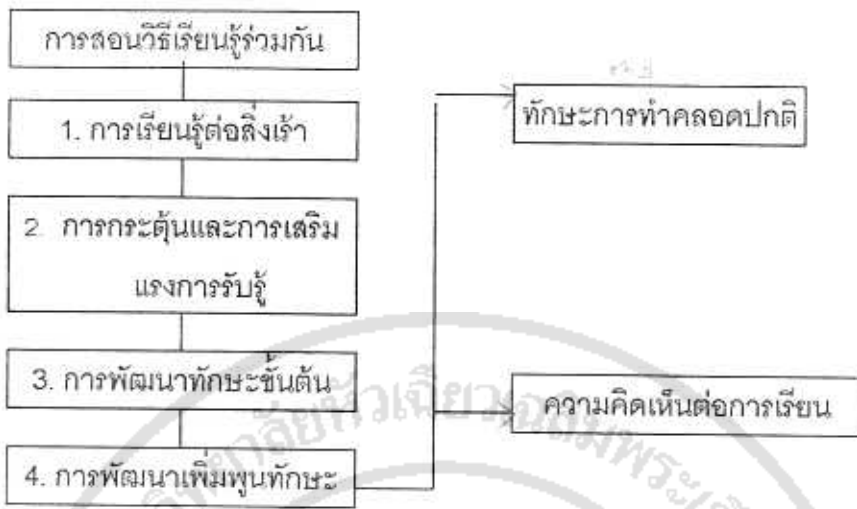 การสอนวิธีเรียนรู้ร่วมกัน
1. การเรียนรู้ต่อสิ่งเร้า
2. การกระตุ้นและการเสริม
แรงการรับรู้
3. การพัฒนาทักษะขั้นต้น
4. การพัฒนาเพิ่มพูนทักษะ
ทักษะการทำคลอดปกติ
ความคิดเห็นต่อการเรียน